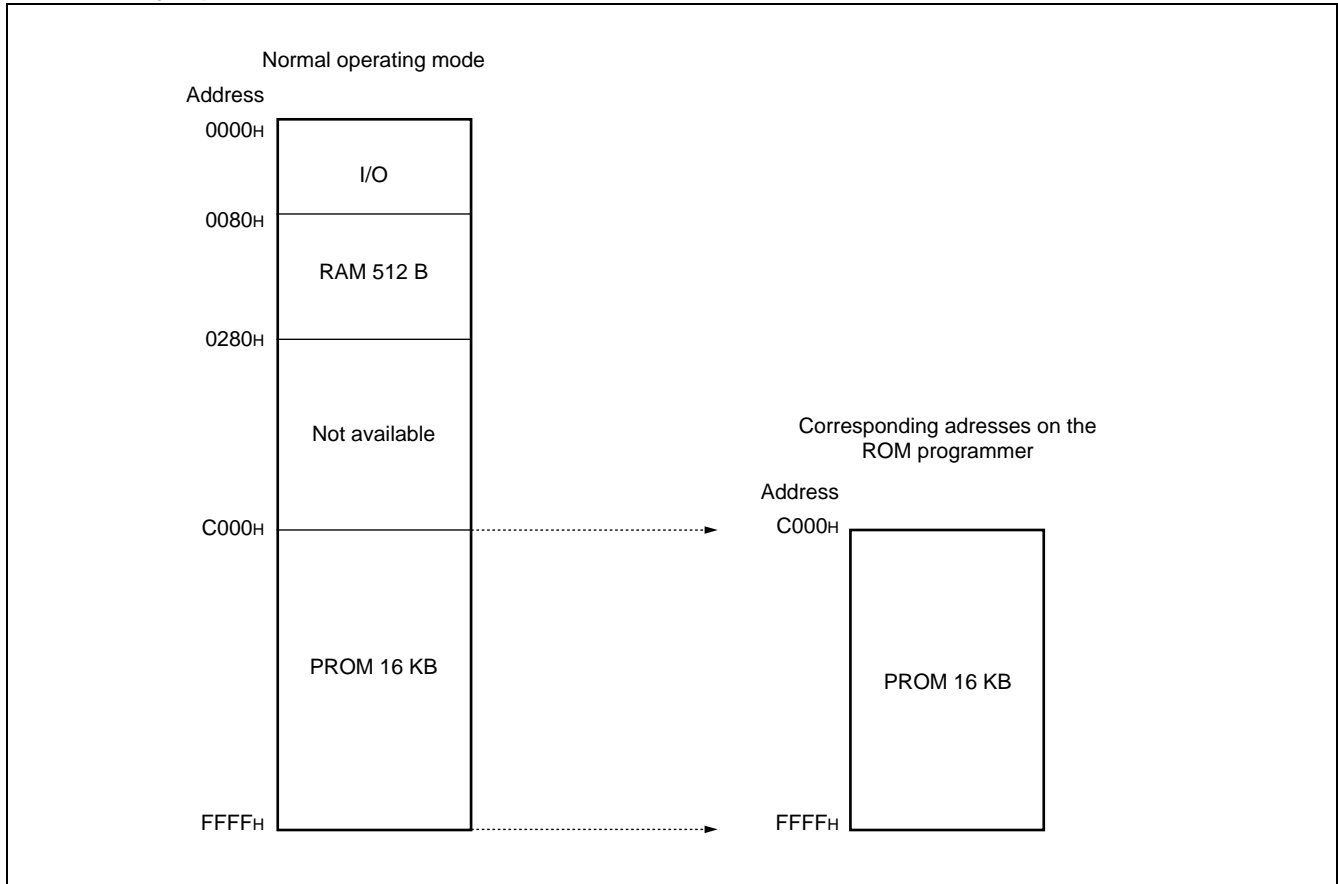 Normal operating mode
Address
0000H
I/O
0080H
RAM 512 B
0280H
Not available
C000H
PROM 16 KB
FFFFH
Corresponding adresses on the
ROM programmer
Address
C000H
PROM 16 KB
FFFFH